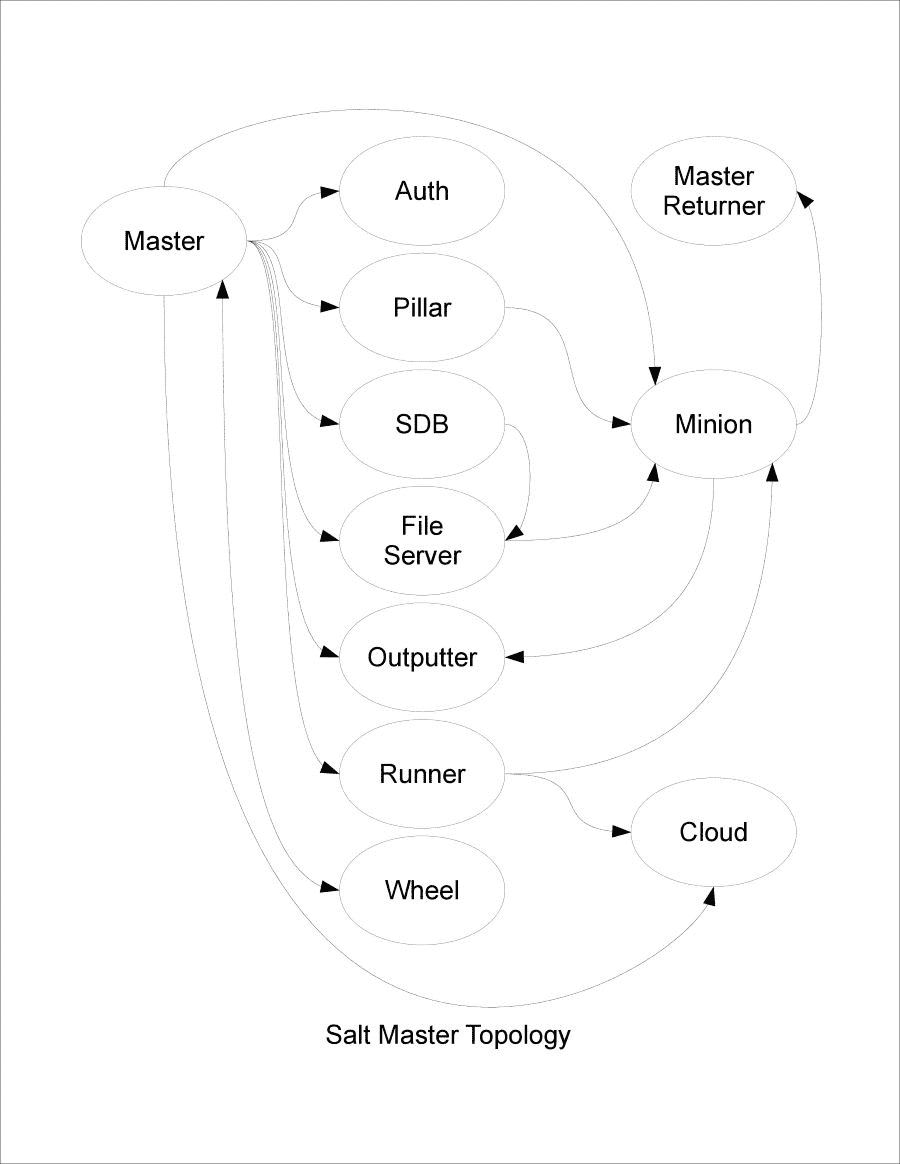 Auth
Master
Returner
Master
Pillar
SDB
Minion
File
Server
Outputter
Runner
Cloud
Wheel
Salt Master Topology